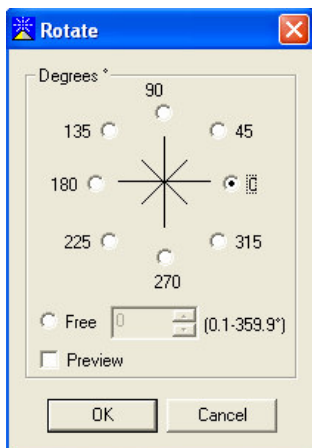 Rotate
Degrees °
90
135 45
180 0
225 315
270
Free 0 (0.1-359.9°)
Preview
OK Cancel